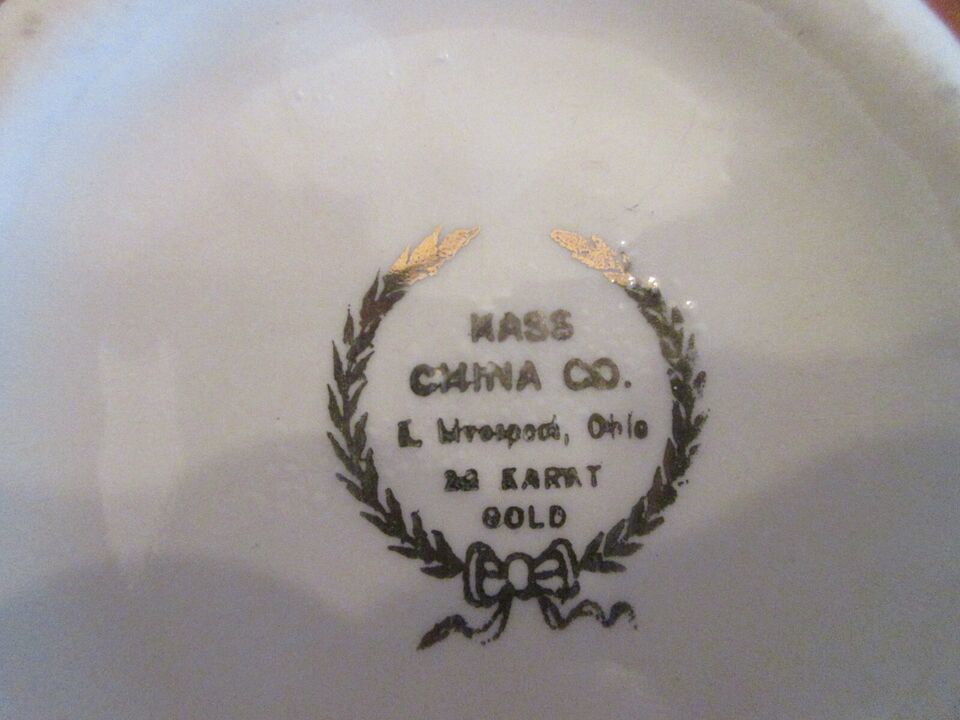 KASS
CHINA CO.
E. Liverpool, Ohio
22 KARAT
GOLD